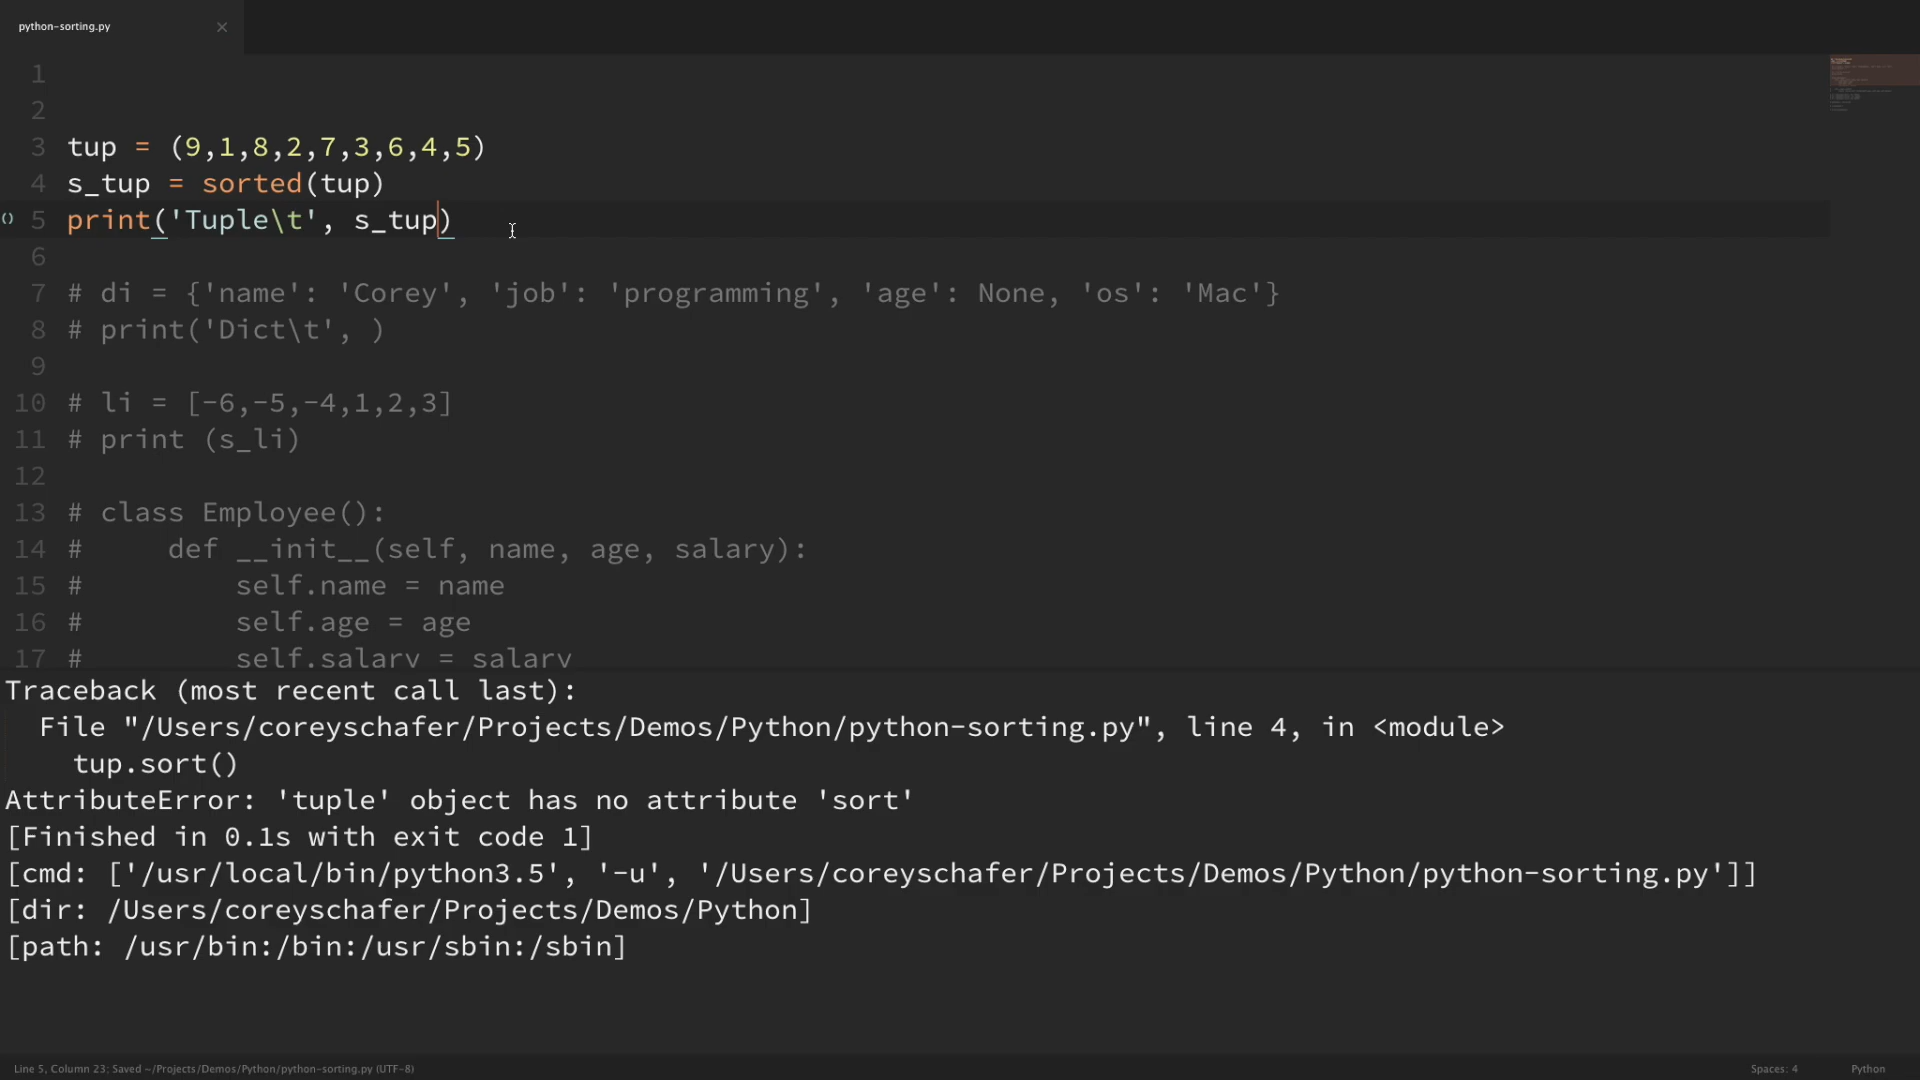 python-sorting.py ×
1
2
3 tup = (9,1,8,2,7,3,6,4,5)
4 s_tup = sorted(tup)
5 print('Tuple\t', s_tup)
6
7 # di = {'name': 'Corey', 'job': 'programming', 'age': None, 'os': 'Mac'}
8 # print('Dict\t', )
9
10 # li = [-6,-5,-4,1,2,3]
11 # print (s_li)
12
13 # class Employee():
14 #     def __init__(self, name, age, salary):
15 #         self.name = name
16 #         self.age = age
17 #         self.salary = salary
Traceback (most recent call last):
  File "/Users/coreyschafer/Projects/Demos/Python/python-sorting.py", line 4, in <module>
    tup.sort()
AttributeError: 'tuple' object has no attribute 'sort'
[Finished in 0.1s with exit code 1]
[cmd: ['/usr/local/bin/python3.5', '-u', '/Users/coreyschafer/Projects/Demos/Python/python-sorting.py']]
[dir: /Users/coreyschafer/Projects/Demos/Python]
[path: /usr/bin:/bin:/usr/sbin:/sbin]
Line 5, Column 23; Saved ~/Projects/Demos/Python/python-sorting.py (UTF-8) Spaces: 4 Python